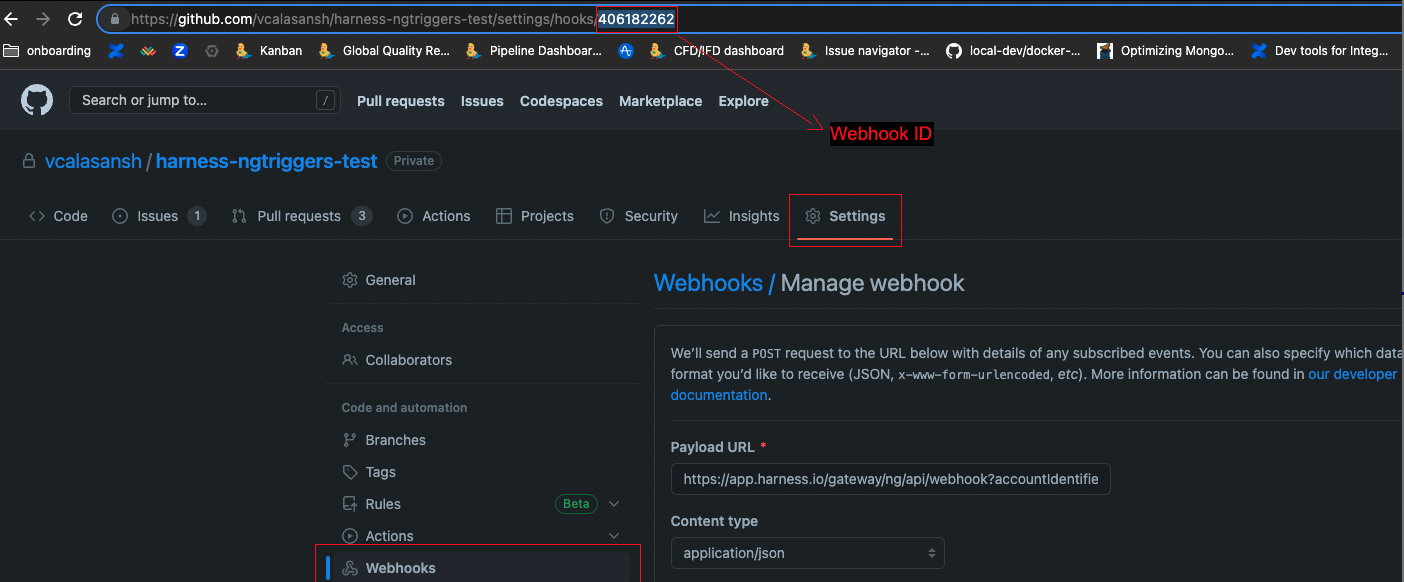 https://github.com/vcalasansh/harness-ngtriggers-test/settings/hooks/406182262
onboarding Kanban Global Quality Re... Pipeline Dashboar... CFD/IFD dashboard Issue navigator -... local-dev/docker-... Optimizing Mongo... Dev tools for Integ...
Search or jump to... / Pull requests Issues Codespaces Marketplace Explore
Webhook ID
vcalasansh / harness-ngtriggers-test Private
Code Issues 1 Pull requests 3 Actions Projects Security Insights Settings
General
Access
Collaborators
Code and automation
Branches
Tags
Rules Beta
Actions
Webhooks
Webhooks / Manage webhook
We'll send a POST request to the URL below with details of any subscribed events. You can also specify which data
format you'd like to receive (JSON, x-www-form-urlencoded, etc). More information can be found in our developer
documentation.
Payload URL *
https://app.harness.io/gateway/ng/api/webhook?accountIdentifie
Content type
application/json